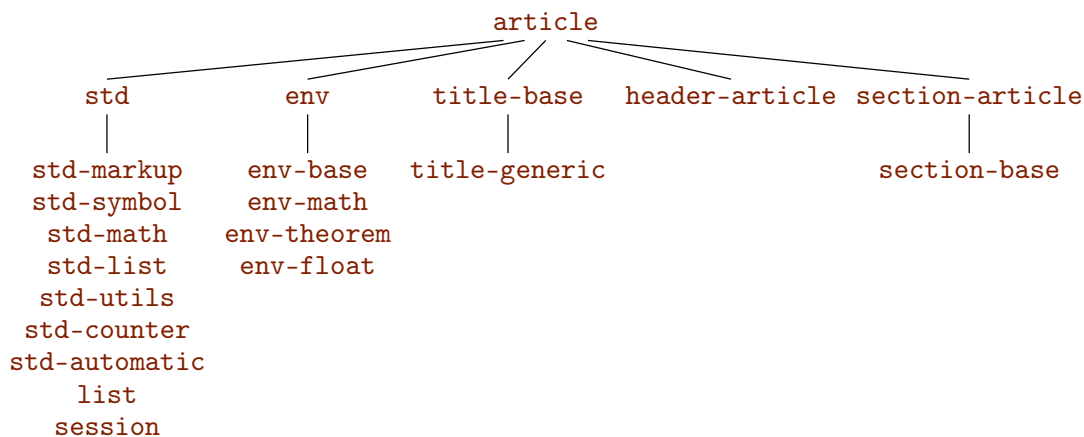 article
std env title-base header-article section-article
std-markup env-base title-generic section-base
std-symbol env-math
std-math env-theorem
std-list env-float
std-utils
std-counter
std-automatic
list
session